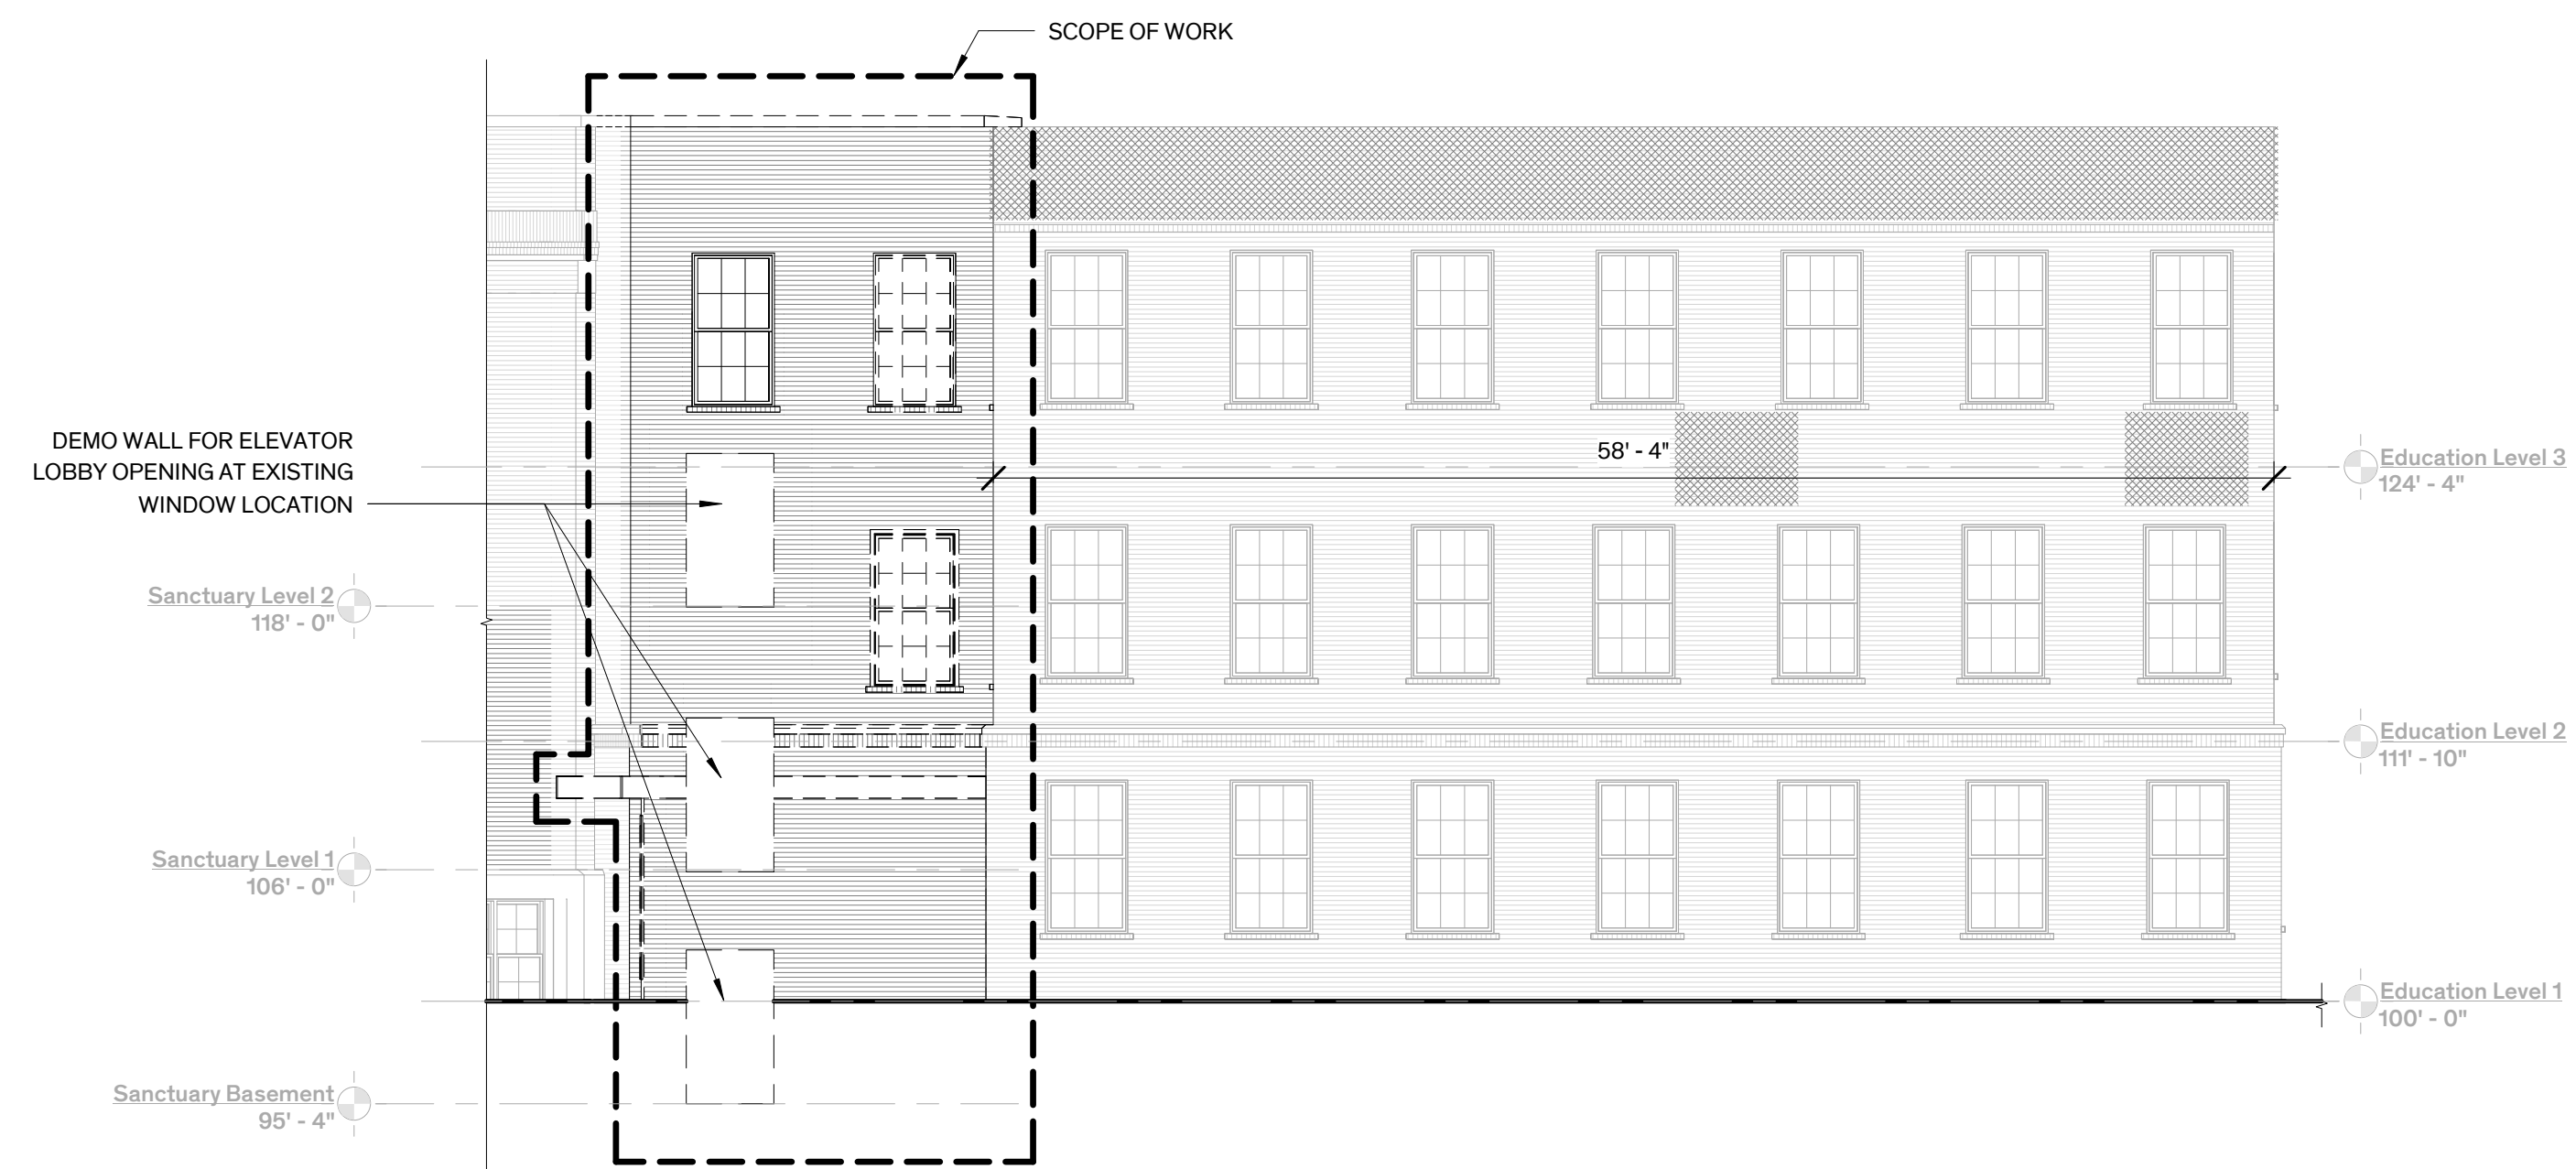 SCOPE OF WORK
DEMO WALL FOR ELEVATOR
LOBBY OPENING AT EXISTING
WINDOW LOCATION
58' - 4"
Education Level 3
124' - 4"
Sanctuary Level 2
118' - 0"
Education Level 2
111' - 10"
Sanctuary Level 1
106' - 0"
Education Level 1
100' - 0"
Sanctuary Basement
95' - 4"